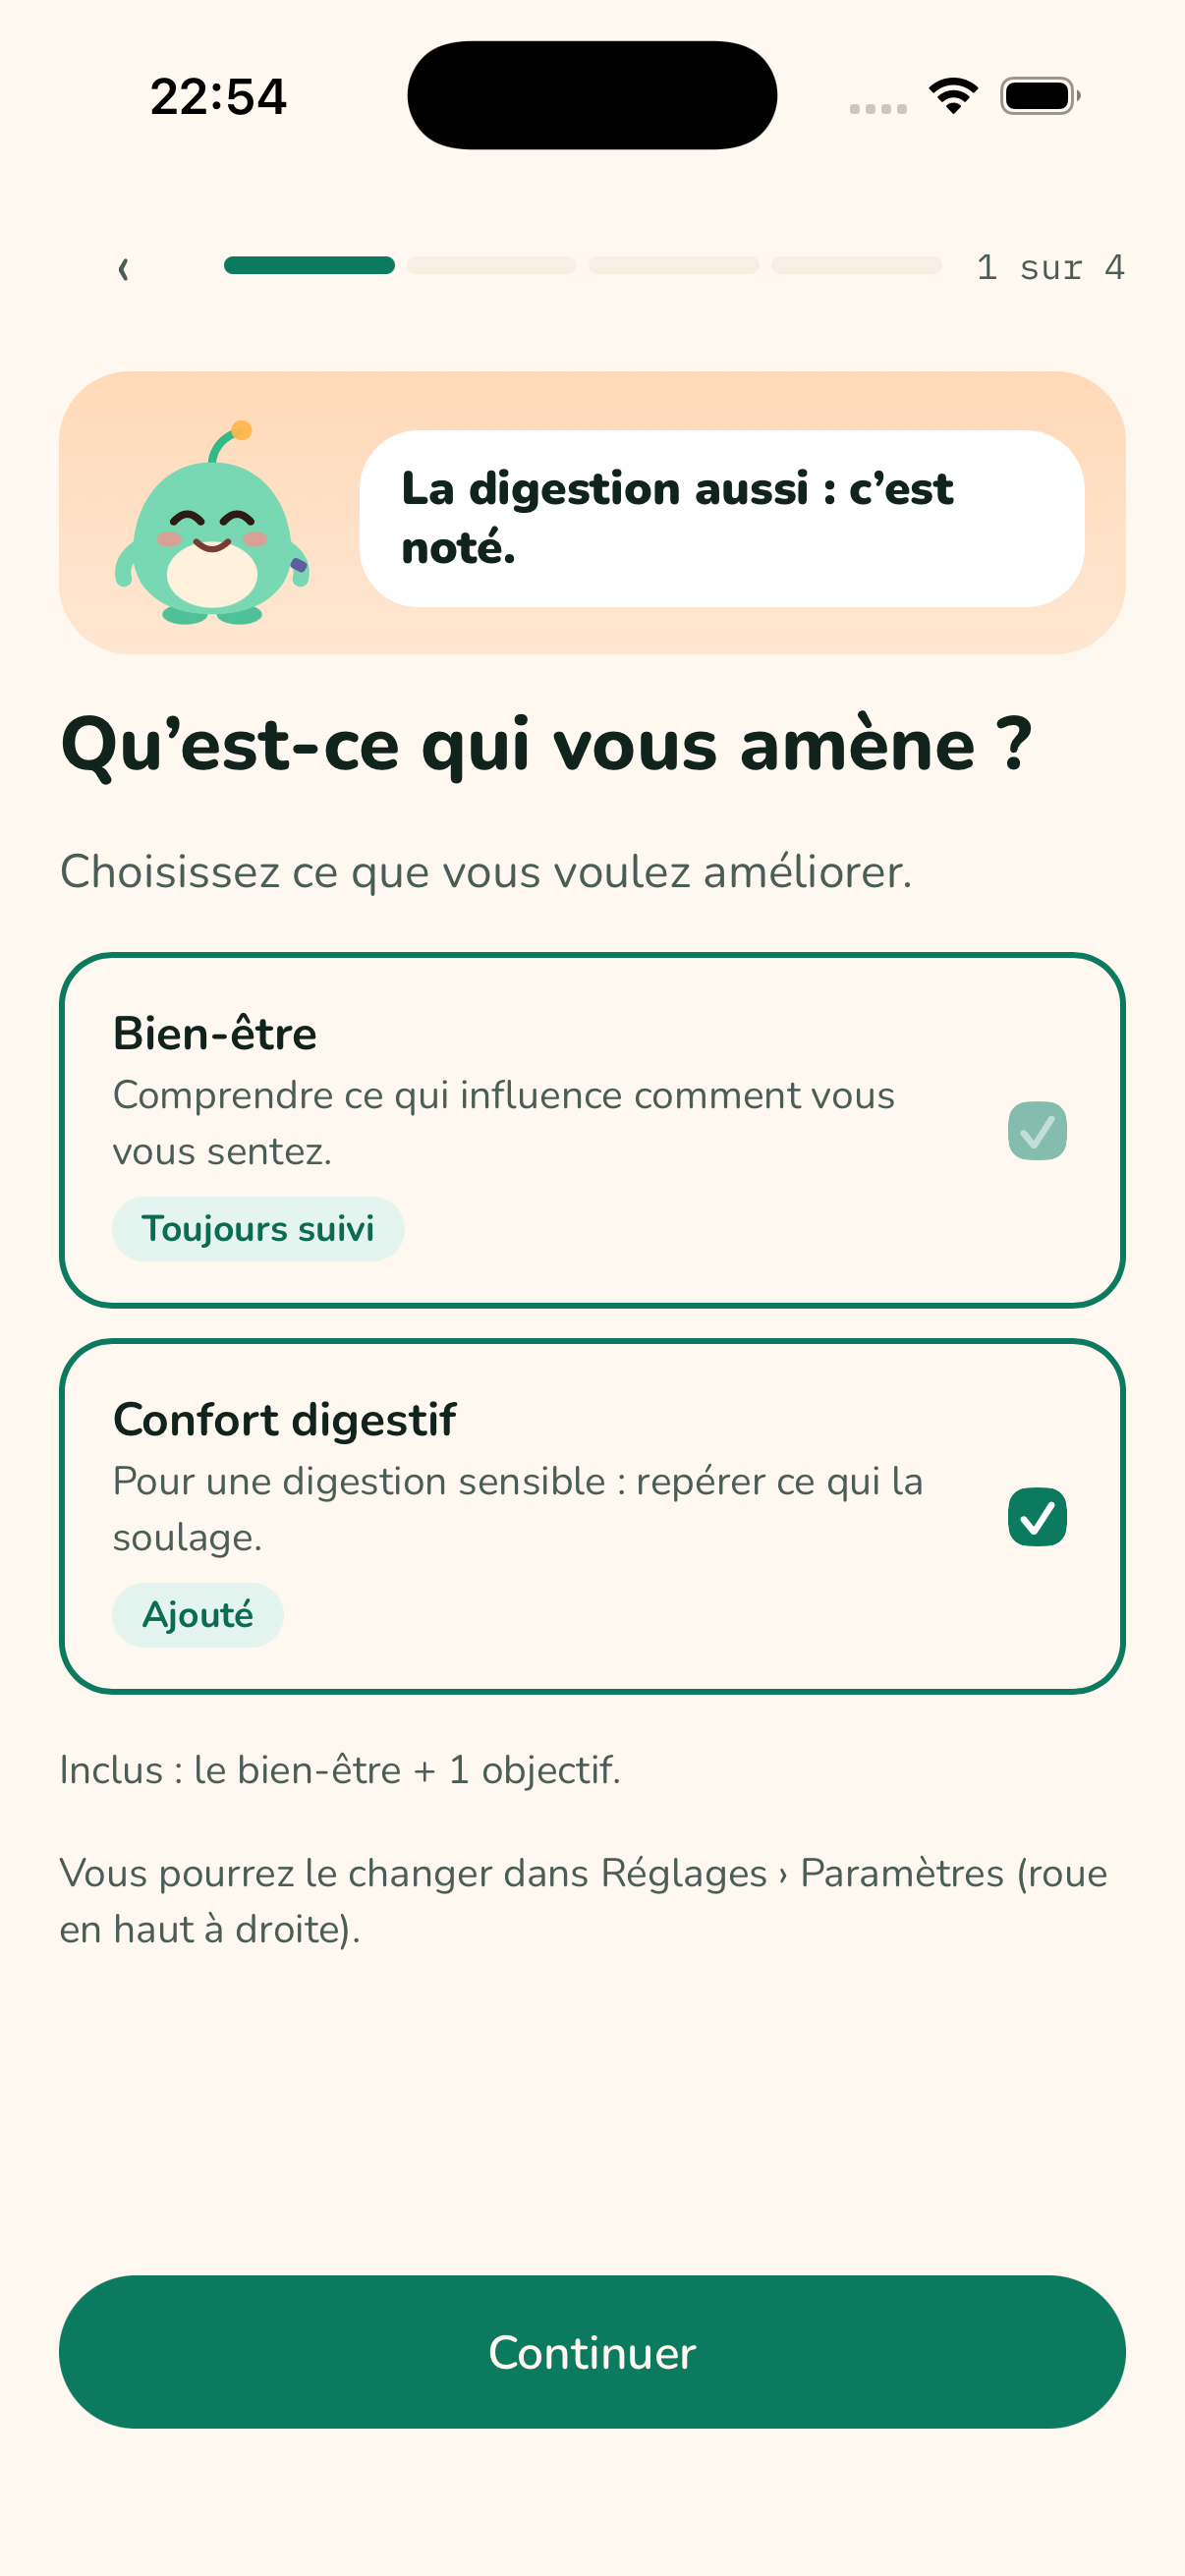 22:54
‹
1 sur 4
La digestion aussi : c’est
noté.
Qu’est-ce qui vous amène ?
Choisissez ce que vous voulez améliorer.
Bien-être
Comprendre ce qui influence comment vous
vous sentez.
Toujours suivi
Confort digestif
Pour une digestion sensible : repérer ce qui la
soulage.
Ajouté
Inclus : le bien-être + 1 objectif.
Vous pourrez le changer dans Réglages › Paramètres (roue
en haut à droite).
Continuer